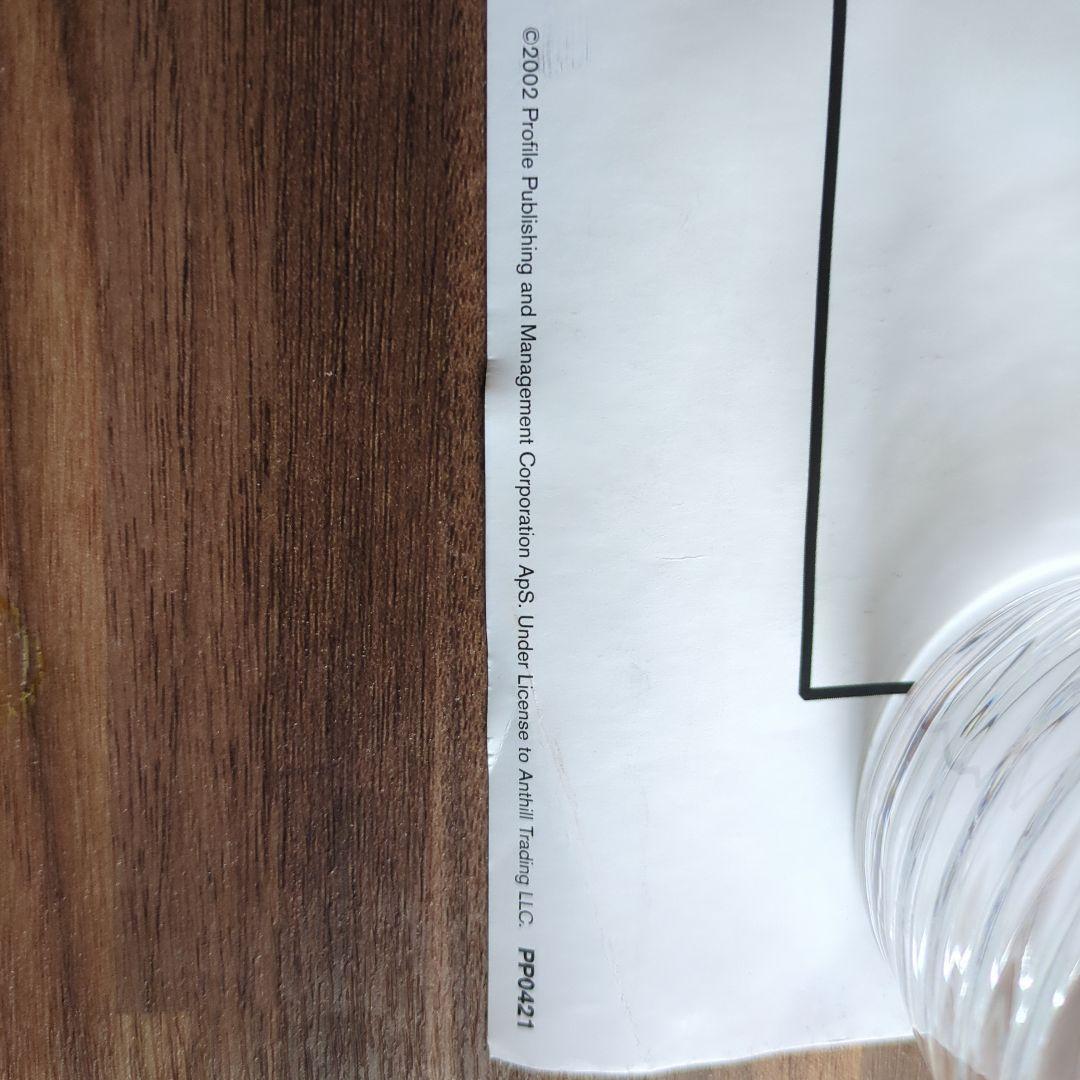 ©2002 Profile Publishing and Management Corporation ApS. Under License to Anthill Trading LLC. PP0421